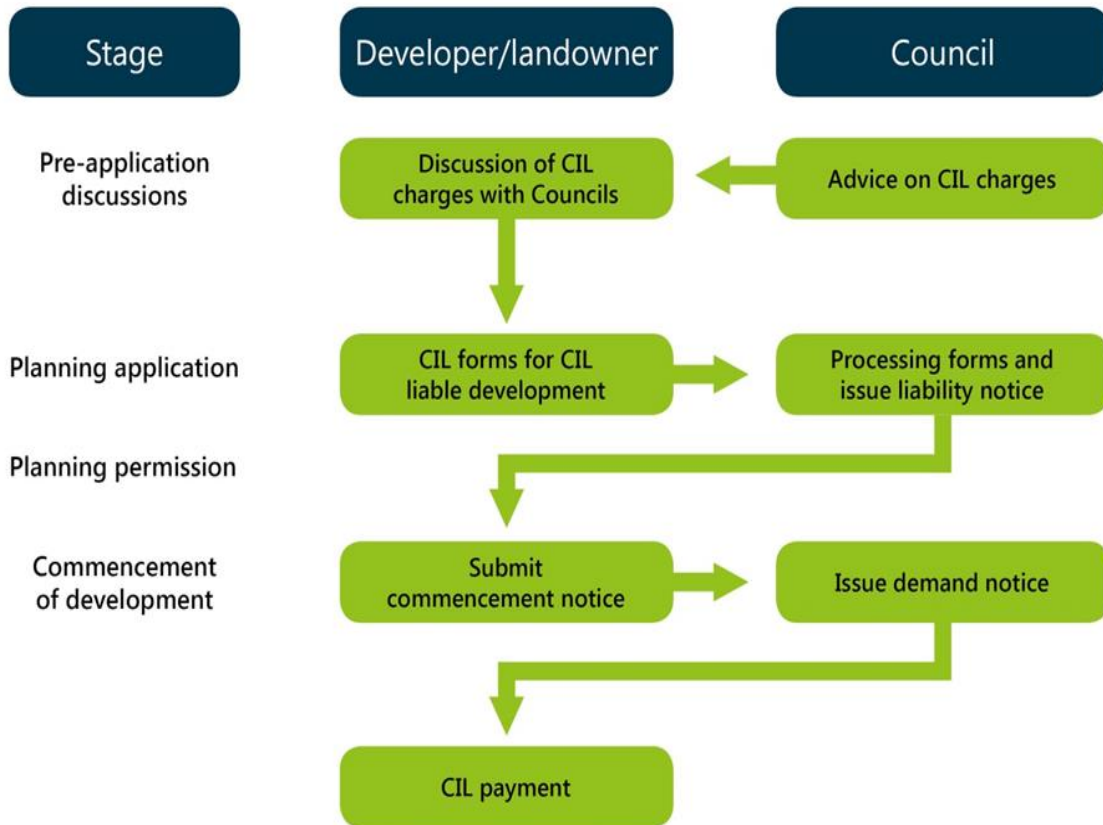 Stage
Developer/landowner
Council
Pre-application
discussions
Discussion of CIL
charges with Councils
Advice on CIL charges
Planning application
CIL forms for CIL
liable development
Processing forms and
issue liability notice
Planning permission
Commencement
of development
Submit
commencement notice
Issue demand notice
CIL payment